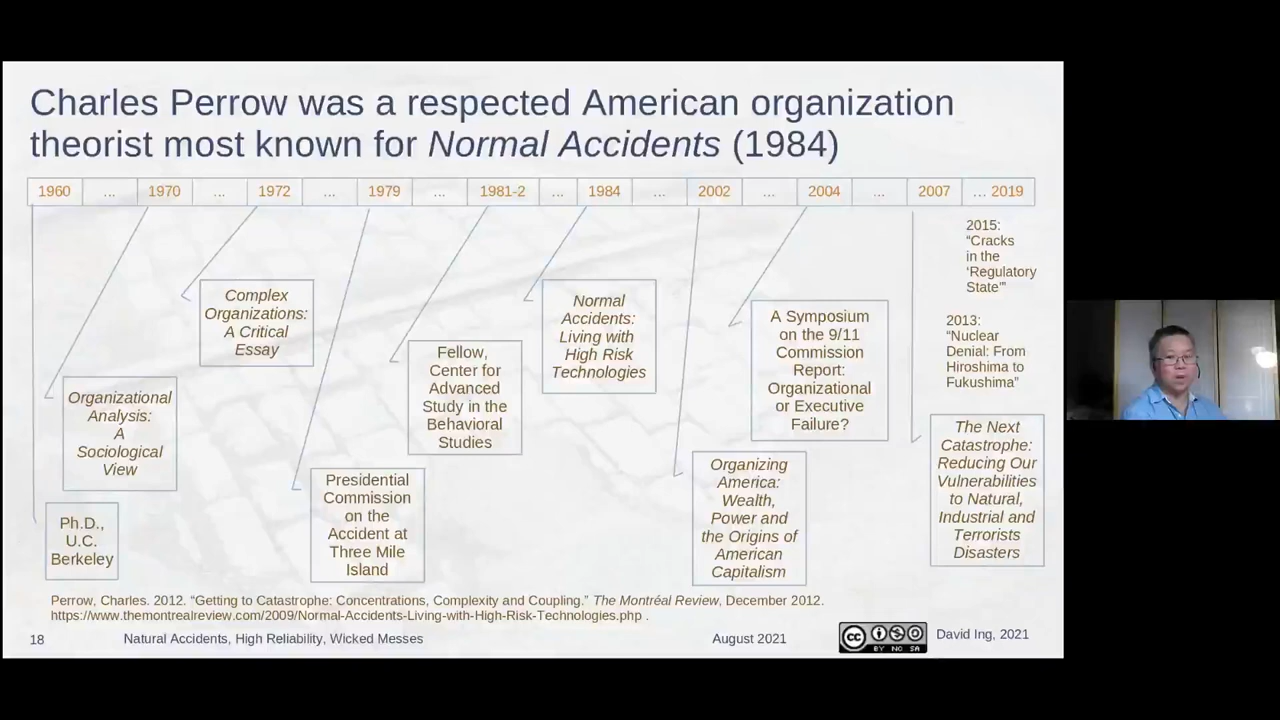 Charles Perrow was a respected American organization
theorist most known for Normal Accidents (1984)
1960 ... 1970 ... 1972 ... 1979 ... 1981-2 ... 1984 ... 2002 ... 2004 ... 2007 ... 2019
Ph.D.,
U.C.
Berkeley
Organizational
Analysis:
A
Sociological
View
Complex
Organizations:
A Critical
Essay
Presidential
Commission
on the
Accident at
Three Mile
Island
Fellow,
Center for
Advanced
Study in the
Behavioral
Studies
Normal
Accidents:
Living with
High Risk
Technologies
Organizing
America:
Wealth,
Power and
the Origins of
American
Capitalism
A Symposium
on the 9/11
Commission
Report:
Organizational
or Executive
Failure?
2015:
“Cracks
in the
‘Regulatory
State’”
2013:
“Nuclear
Denial: From
Hiroshima to
Fukushima”
The Next
Catastrophe:
Reducing Our
Vulnerabilities
to Natural,
Industrial and
Terrorists
Disasters
Perrow, Charles. 2012. “Getting to Catastrophe: Concentrations, Complexity and Coupling.” The Montréal Review, December 2012.
https://www.themontrealreview.com/2009/Normal-Accidents-Living-with-High-Risk-Technologies.php .
18 Natural Accidents, High Reliability, Wicked Messes August 2021
cc
BY NC SA
David Ing, 2021